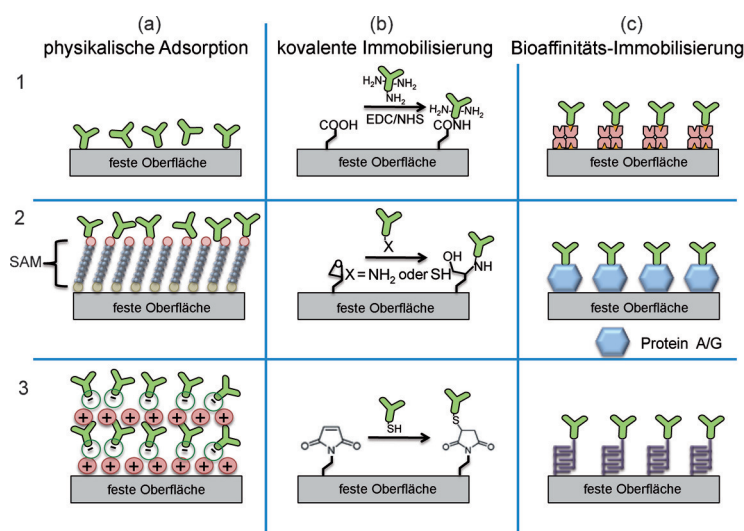 (a) (b) (c)
physikalische Adsorption kovalente Immobilisierung Bioaffinitäts-Immobilisierung
1
H₂N NH₂
NH₂
H₂N NH₂
EDC/NHS
COOH CONH
feste Oberfläche feste Oberfläche feste Oberfläche
2
SAM
X
OH
NH
X = NH₂ oder SH
feste Oberfläche feste Oberfläche feste Oberfläche
Protein A/G
3
- - - - -
+ + + + + + +
- - - - -
+ + + + + + +
SH
S
O N O O N O
feste Oberfläche feste Oberfläche feste Oberfläche